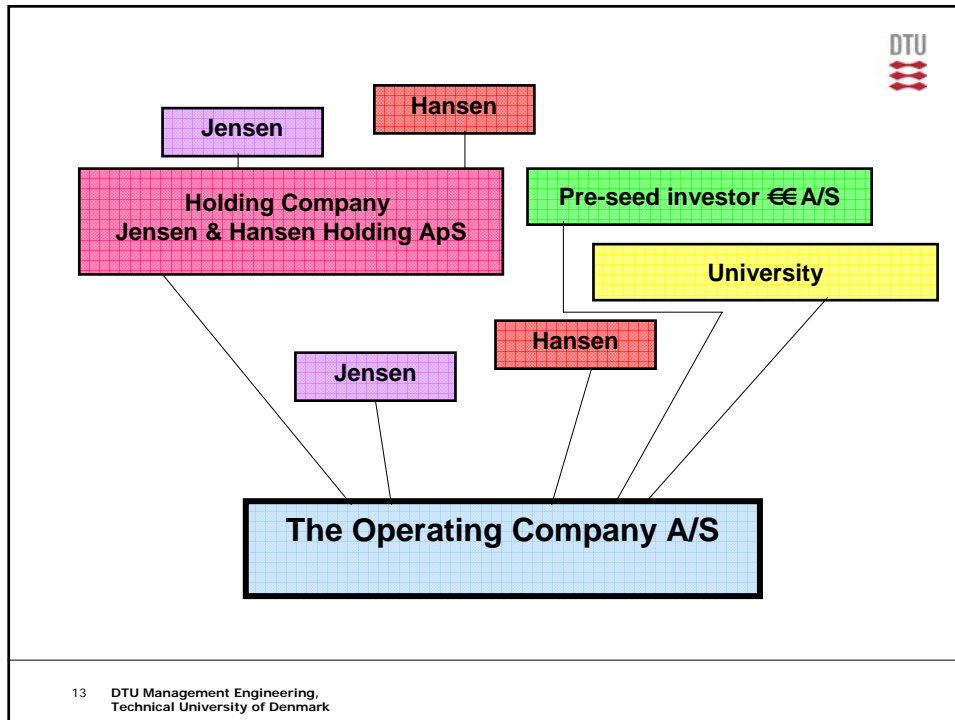 DTU
Hansen
Jensen
Holding Company
Jensen & Hansen Holding ApS
Pre-seed investor €€ A/S
University
Hansen
Jensen
The Operating Company A/S
13 DTU Management Engineering,
Technical University of Denmark